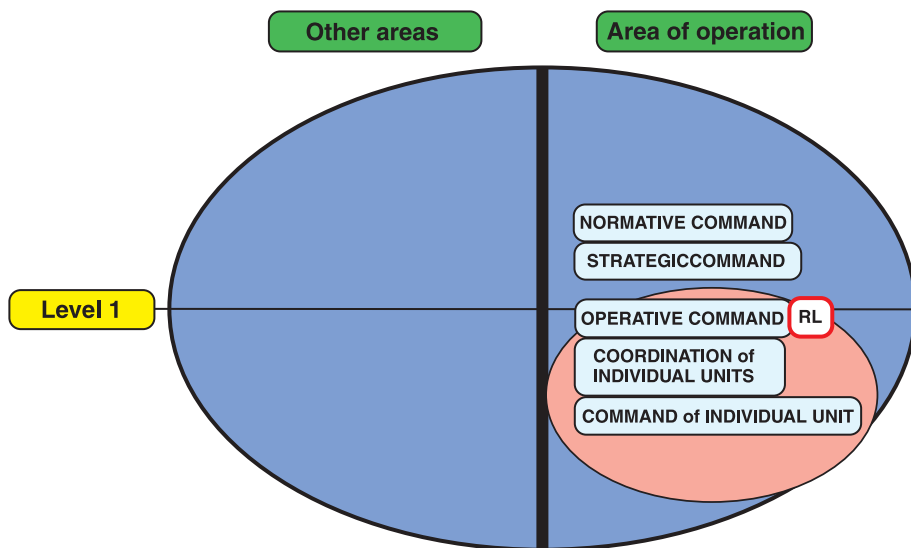 Other areas
Area of operation
NORMATIVE COMMAND
STRATEGICCOMMAND
Level 1
OPERATIVE COMMAND
RL
COORDINATION of
INDIVIDUAL UNITS
COMMAND of INDIVIDUAL UNIT